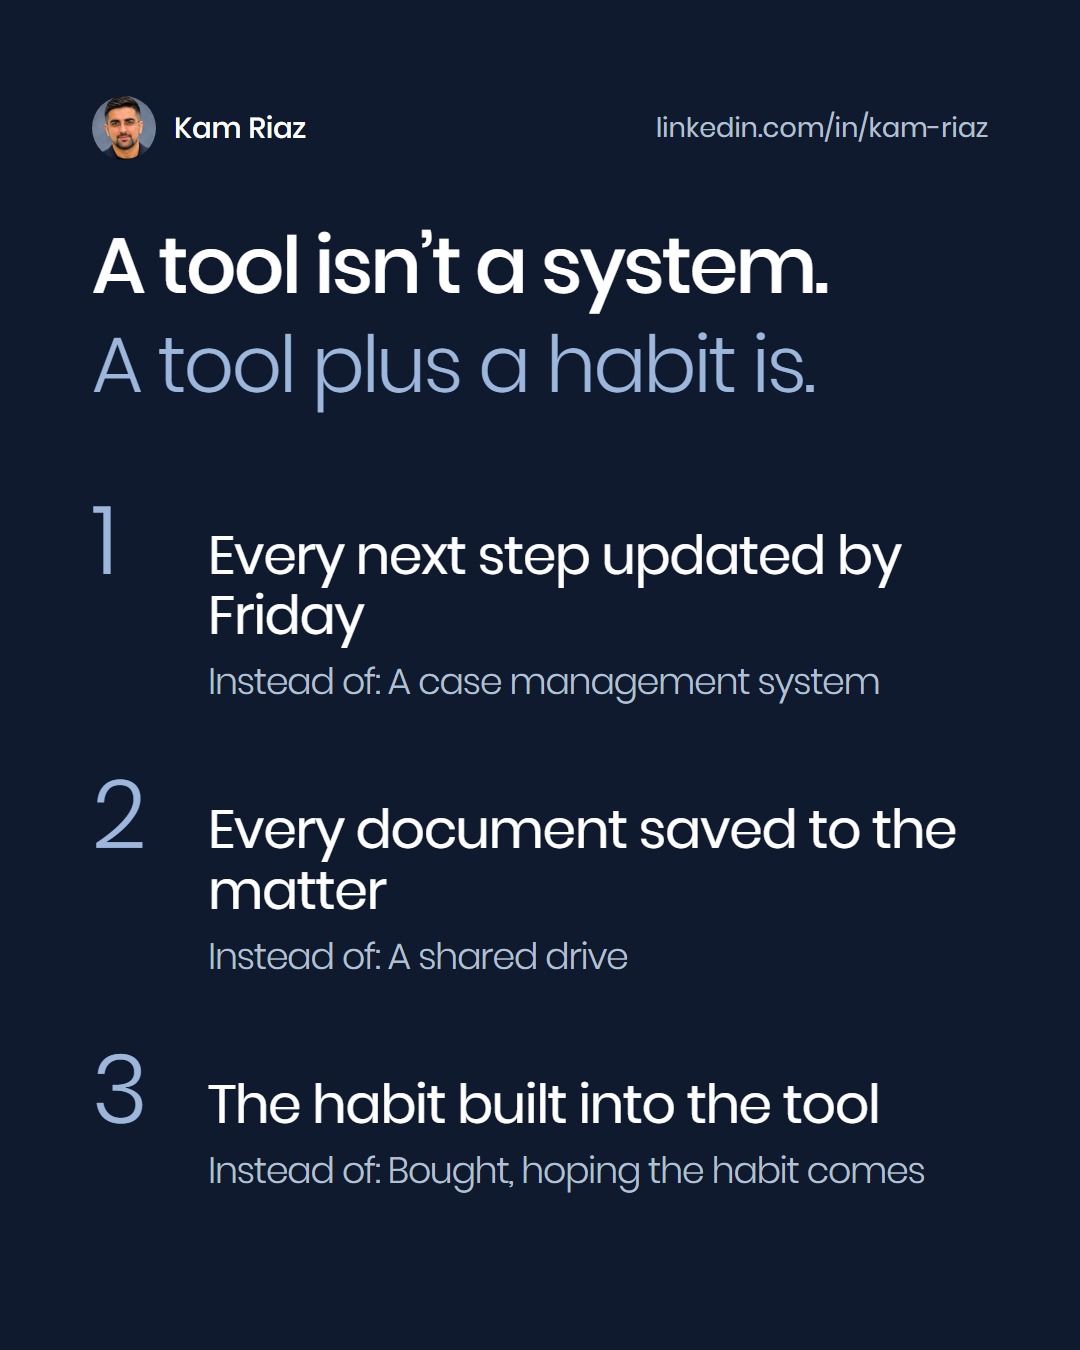 Kam Riaz
linkedin.com/in/kam-riaz
A tool isn’t a system.
A tool plus a habit is.
1
Every next step updated by
Friday
Instead of: A case management system
2
Every document saved to the
matter
Instead of: A shared drive
3
The habit built into the tool
Instead of: Bought, hoping the habit comes